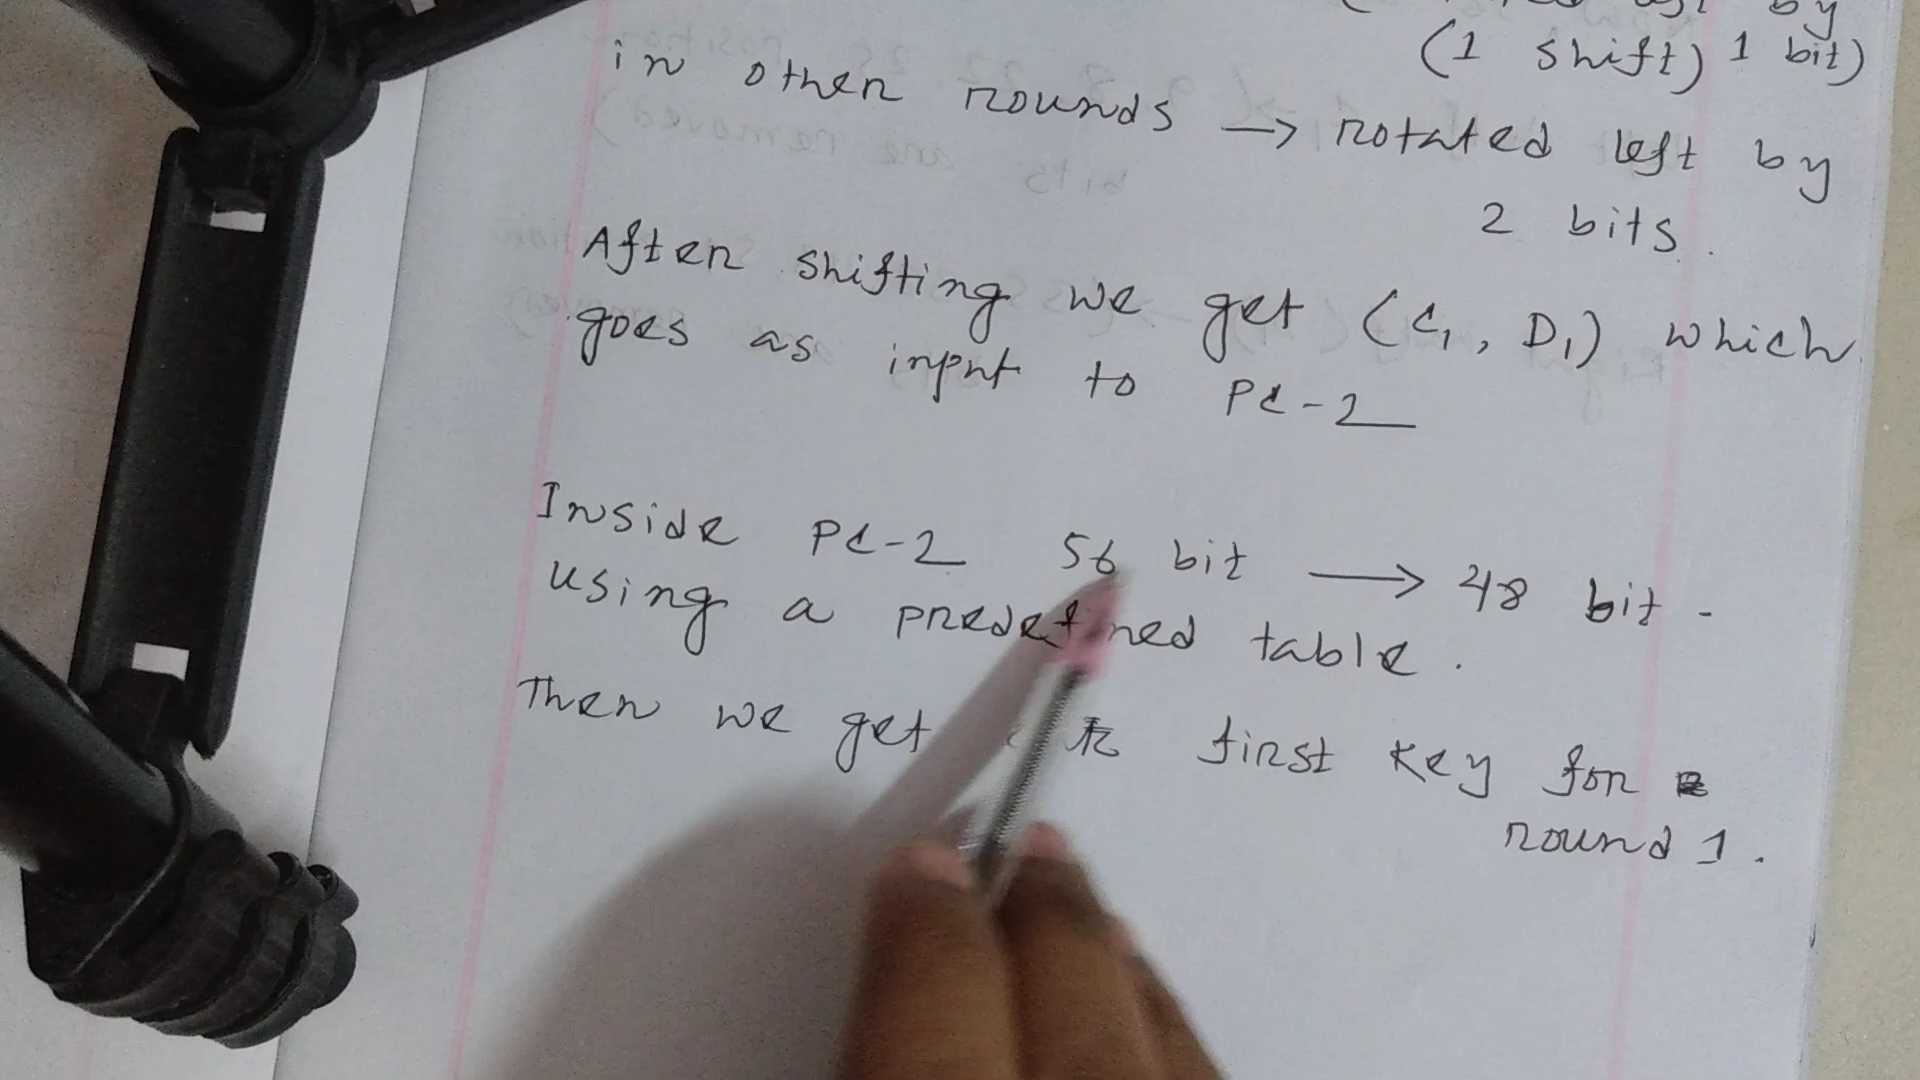 by
(1 shift) 1 bit)
in other rounds → rotated left by
2 bits.
After shifting we get (C₁, D₁) which
goes as input to PC-2
Inside PC-2 56 bit → 48 bit -
using a predefined table.
Then we get first key for
round 1.